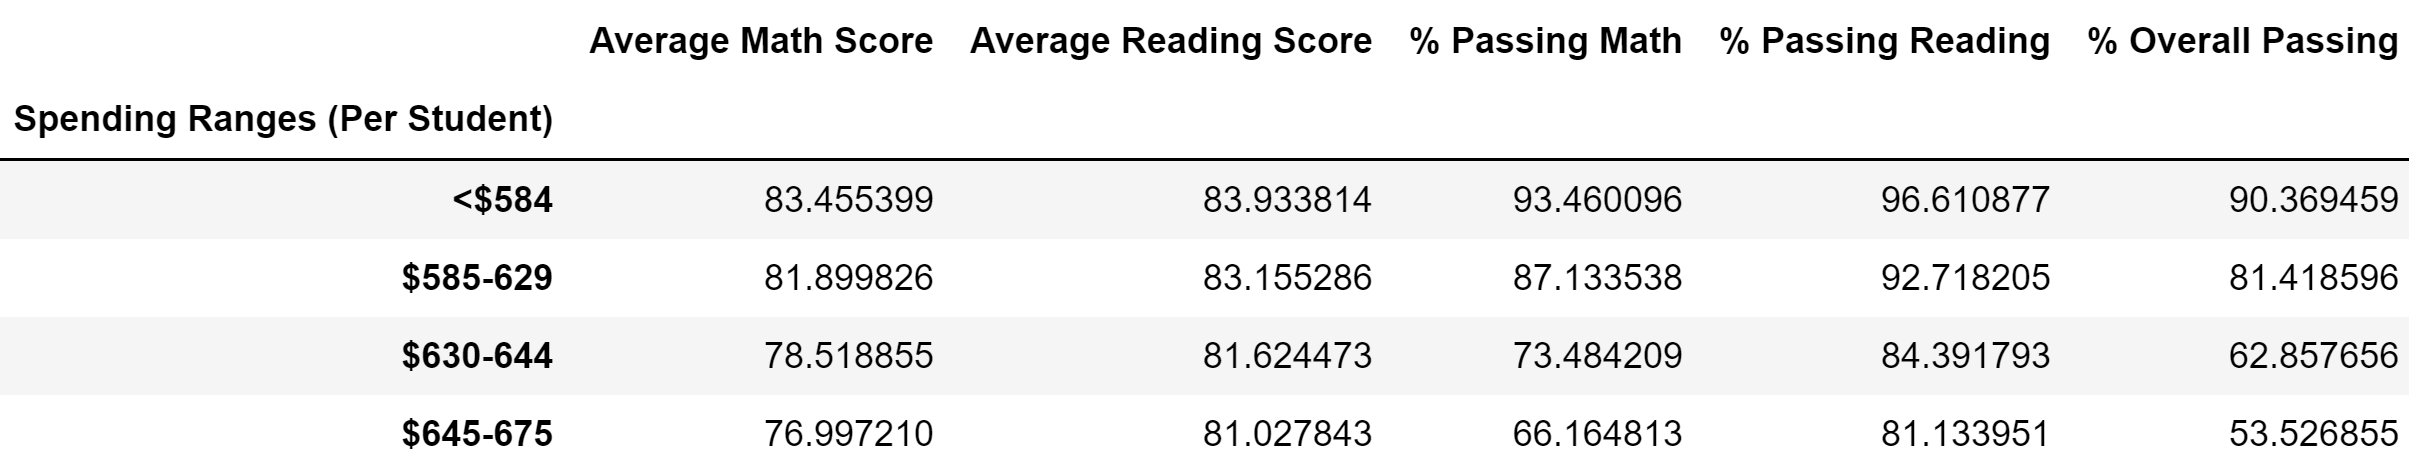 Average Math Score Average Reading Score % Passing Math % Passing Reading % Overall Passing
Spending Ranges (Per Student)
<$584 83.455399 83.933814 93.460096 96.610877 90.369459
$585-629 81.899826 83.155286 87.133538 92.718205 81.418596
$630-644 78.518855 81.624473 73.484209 84.391793 62.857656
$645-675 76.997210 81.027843 66.164813 81.133951 53.526855